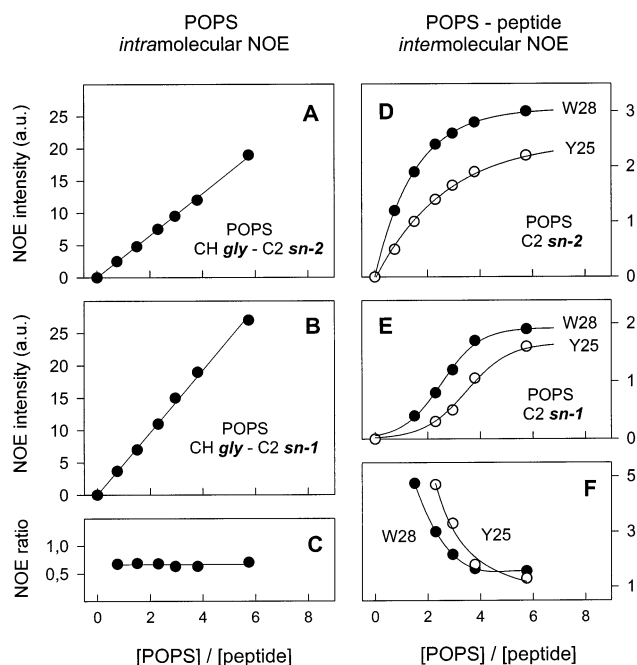 POPS
intramolecular NOE
POPS - peptide
intermolecular NOE
NOE intensity (a.u.)
25
20
15
10
5
0
A
POPS
CH gly - C2 sn-2
D
W28
Y25
POPS
C2 sn-2
3
2
1
0
NOE intensity (a.u.)
25
20
15
10
5
0
B
POPS
CH gly - C2 sn-1
E
W28
Y25
POPS
C2 sn-1
2
1
0
NOE ratio
1,0
0,5
C
F
W28
Y25
5
3
1
0 2 4 6 8
0 2 4 6 8
[POPS] / [peptide]
[POPS] / [peptide]